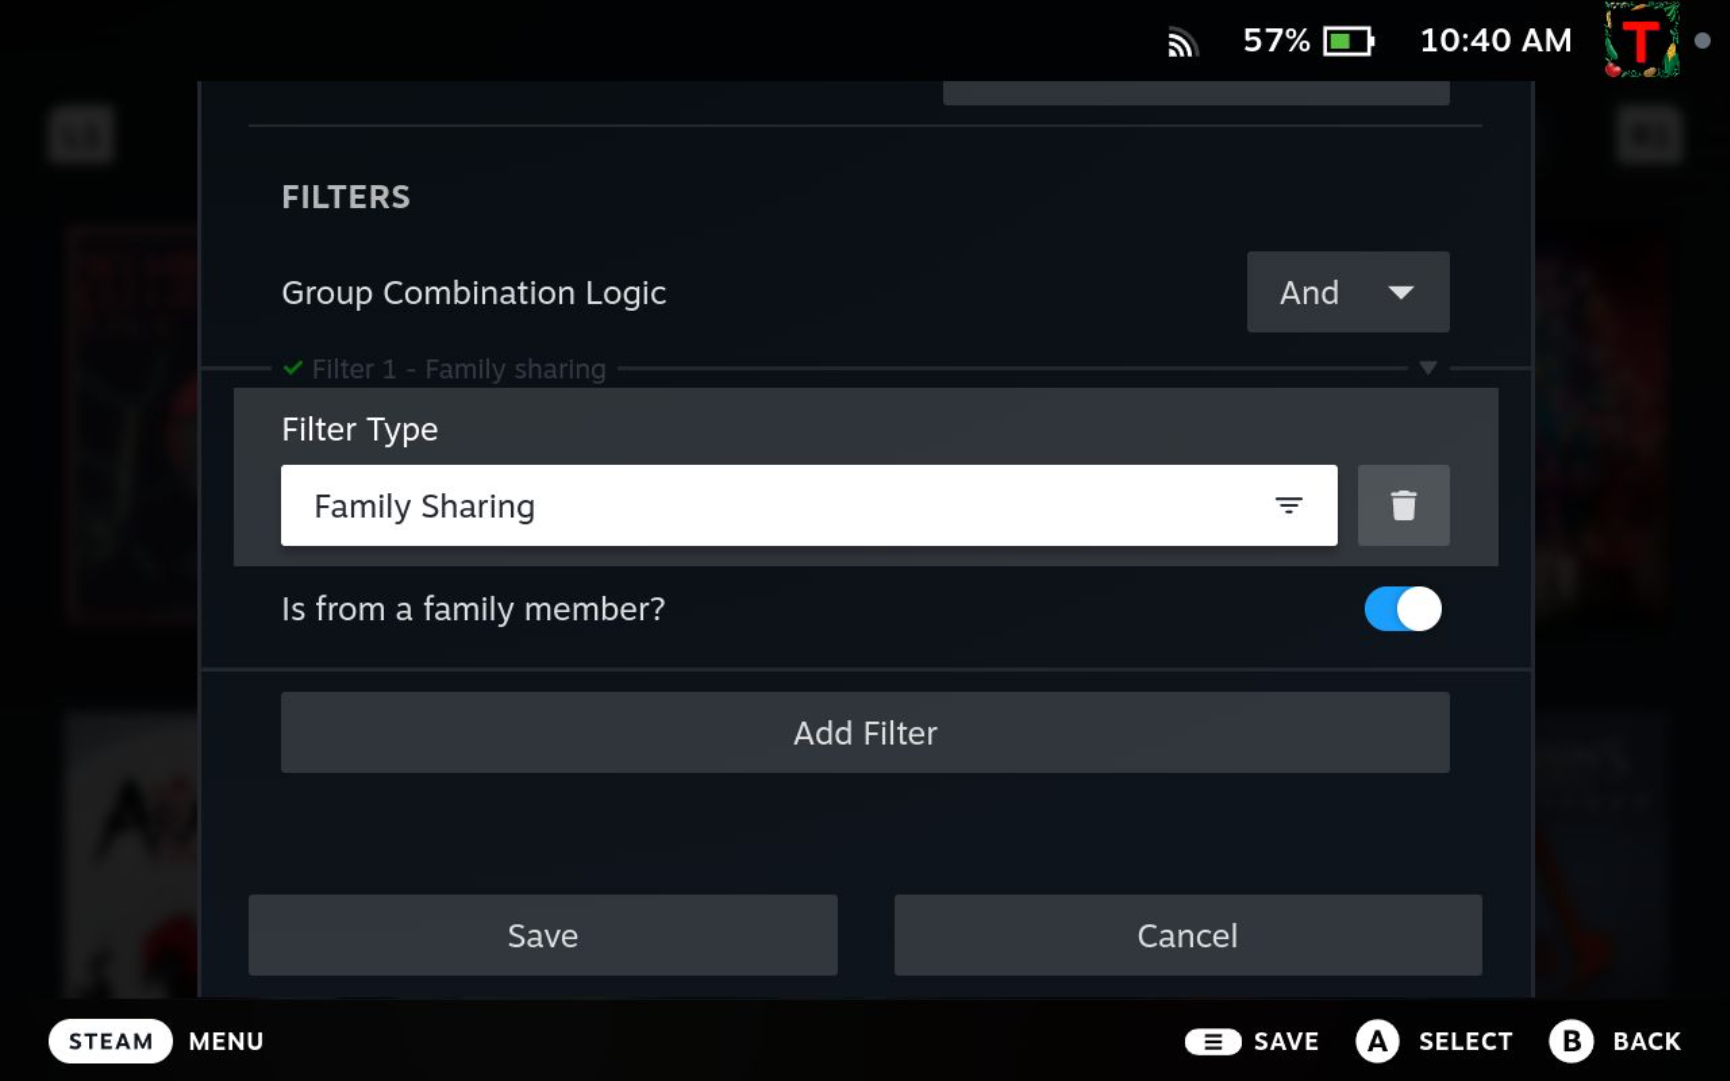 57%
10:40 AM
T
FILTERS
Group Combination Logic
And
Filter 1 - Family sharing
Filter Type
Family Sharing
Is from a family member?
Add Filter
Save
Cancel
STEAM MENU
SAVE
A SELECT
B BACK